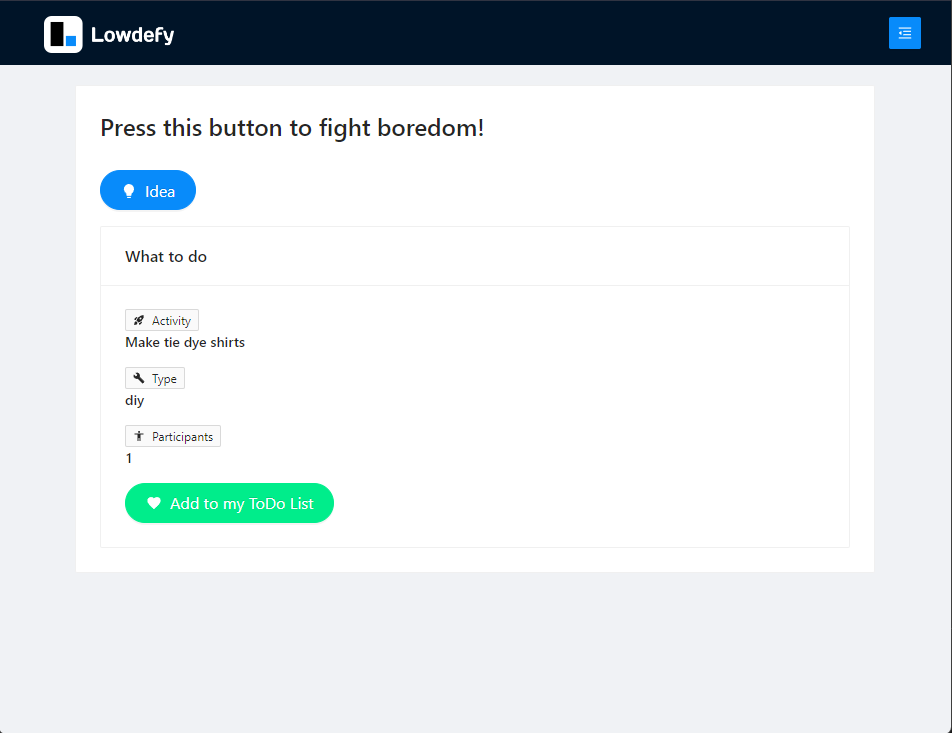 Lowdefy
Press this button to fight boredom!
Idea
What to do
Activity
Make tie dye shirts
Type
diy
Participants
1
Add to my ToDo List